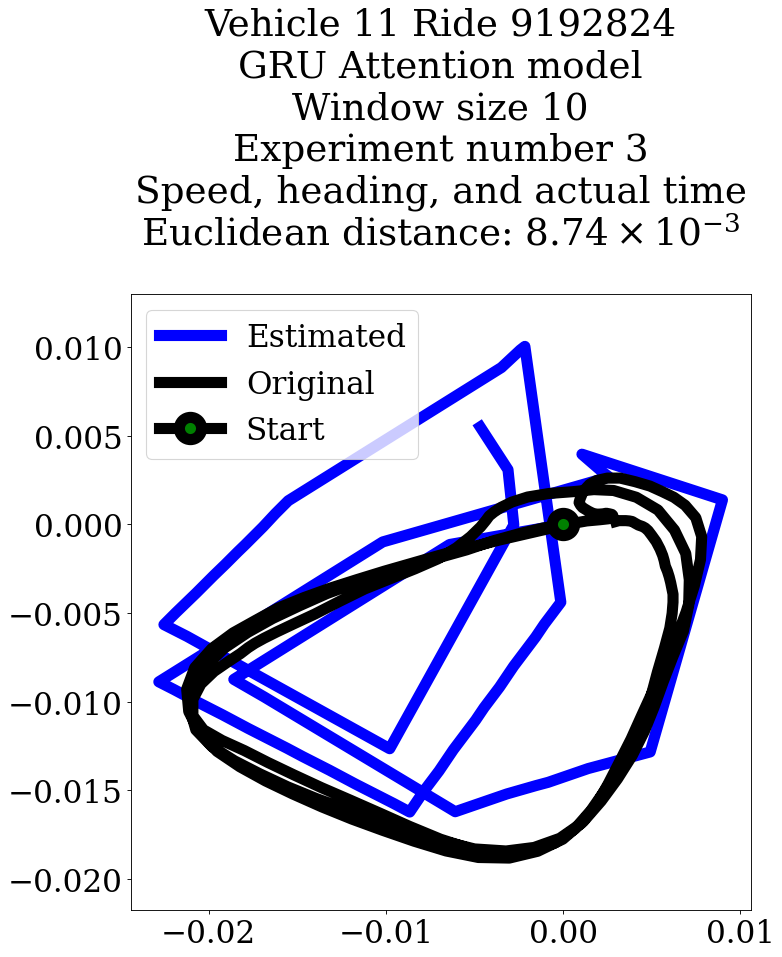 Vehicle 11 Ride 9192824
GRU Attention model
Window size 10
Experiment number 3
Speed, heading, and actual time
Euclidean distance: 8.74 × 10⁻³
Estimated
Original
Start
0.010
0.005
0.000
−0.005
−0.010
−0.015
−0.020
−0.02
−0.01
0.00
0.01